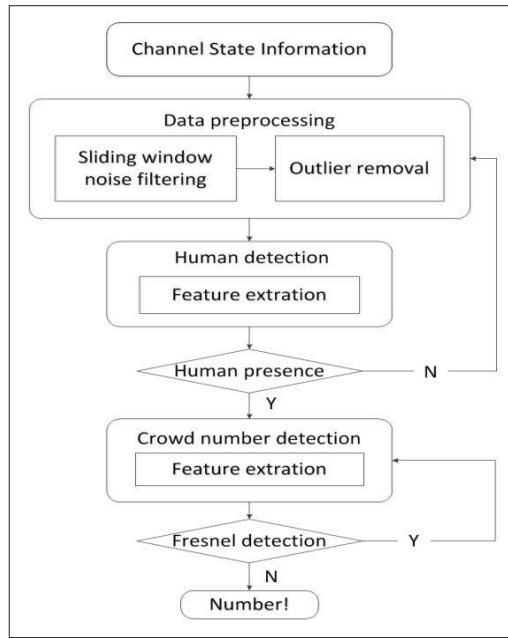 Channel State Information
Data preprocessing
Sliding window
noise filtering
Outlier removal
Human detection
Feature extration
Human presence
N
Y
Crowd number detection
Feature extration
Fresnel detection
Y
N
Number!